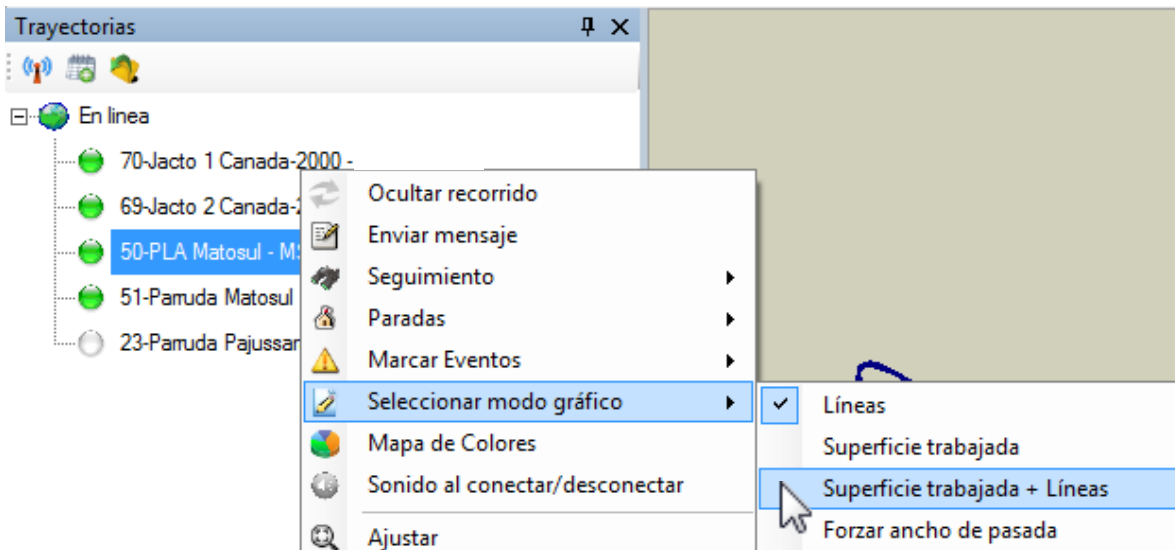 Trayectorias
En linea
70-Jacto 1 Canada-2000 -
69-Jacto 2 Canada-
50-PLA Matosul - M
51-Parruda Matosul
23-Parruda Pajussar
Ocultar recorrido
Enviar mensaje
Seguimiento
Paradas
Marcar Eventos
Seleccionar modo gráfico
Mapa de Colores
Sonido al conectar/desconectar
Ajustar
Líneas
Superficie trabajada
Superficie trabajada + Líneas
Forzar ancho de pasada